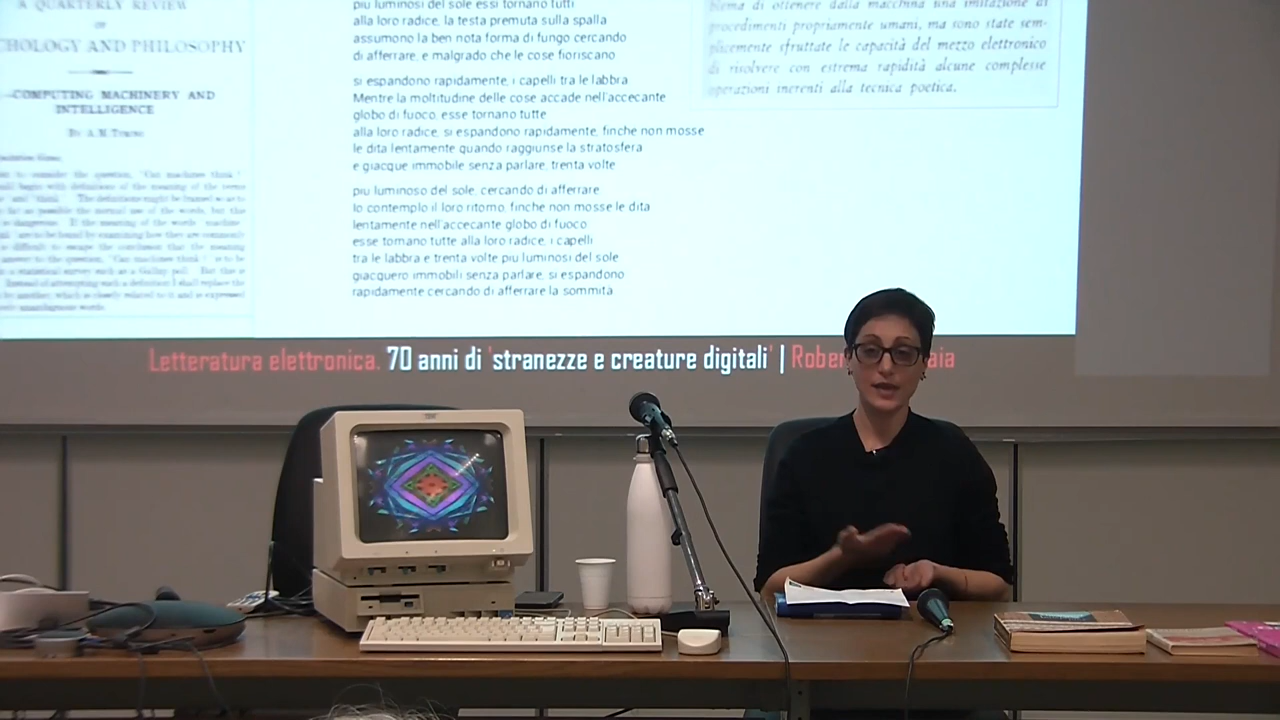 A QUARTERLY REVIEW
OF
CHOLOGY AND PHILOSOPHY
COMPUTING MACHINERY AND
INTELLIGENCE
BY A. M. TURING
più luminosi del sole essi tornano tutti
alla loro radice, la testa premuta sulla spalla
assumono la ben nota forma di fungo cercando
di afferrare, e malgrado che le cose fioriscano
si espandono rapidamente, i capelli tra le labbra
Mentre la moltitudine delle cose accade nell'accecante
globo di fuoco, esse tornano tutte
alla loro radice, si espandono rapidamente, finche non mosse
le dita lentamente quando raggiunse la stratosfera
e giacque immobile senza parlare, trenta volte
piu luminoso del sole, cercando di afferrare
Io contemplo il loro ritorno, finche non mosse le dita
lentamente nell'accecante globo di fuoco
esse tornano tutte alla loro radice, i capelli
tra le labbra e trenta volte piu luminosi del sole
giacquero immobili senza parlare, si espandono
rapidamente cercando di afferrare la sommita
blema di ottenere dalla macchina una imitazione di
procedimenti propriamente umani, ma sono state sem-
plicemente sfruttate le capacità del mezzo elettronico
di risolvere con estrema rapidità alcune complesse
operazioni inerenti alla tecnica poetica.
Letteratura elettronica. 70 anni di 'stranezze e creature digitali' | Rober aia
IBM